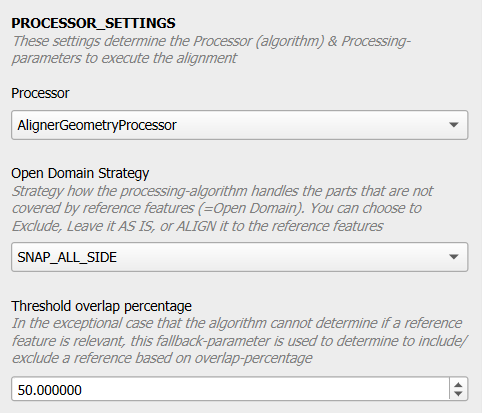 PROCESSOR_SETTINGS
These settings determine the Processor (algorithm) & Processing-
parameters to execute the alignment
Processor
AlignerGeometryProcessor
Open Domain Strategy
Strategy how the processing-algorithm handles the parts that are not
covered by reference features (=Open Domain). You can choose to
Exclude, Leave it AS IS, or ALIGN it to the reference features
SNAP_ALL_SIDE
Threshold overlap percentage
In the exceptional case that the algorithm cannot determine if a reference
feature is relevant, this fallback-parameter is used to determine to include/
exclude a reference based on overlap-percentage
50.000000